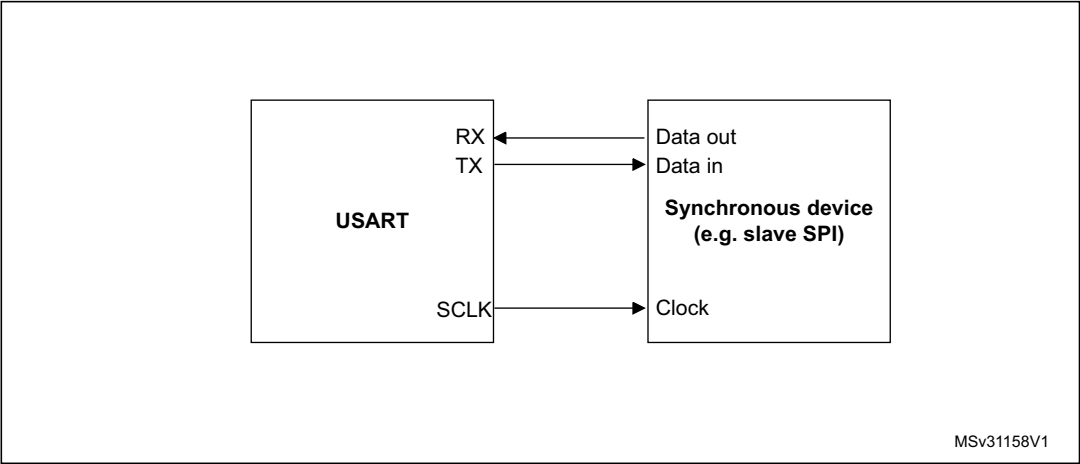 RX
Data out
TX
Data in
USART
Synchronous device
(e.g. slave SPI)
SCLK
Clock
MSv31158V1